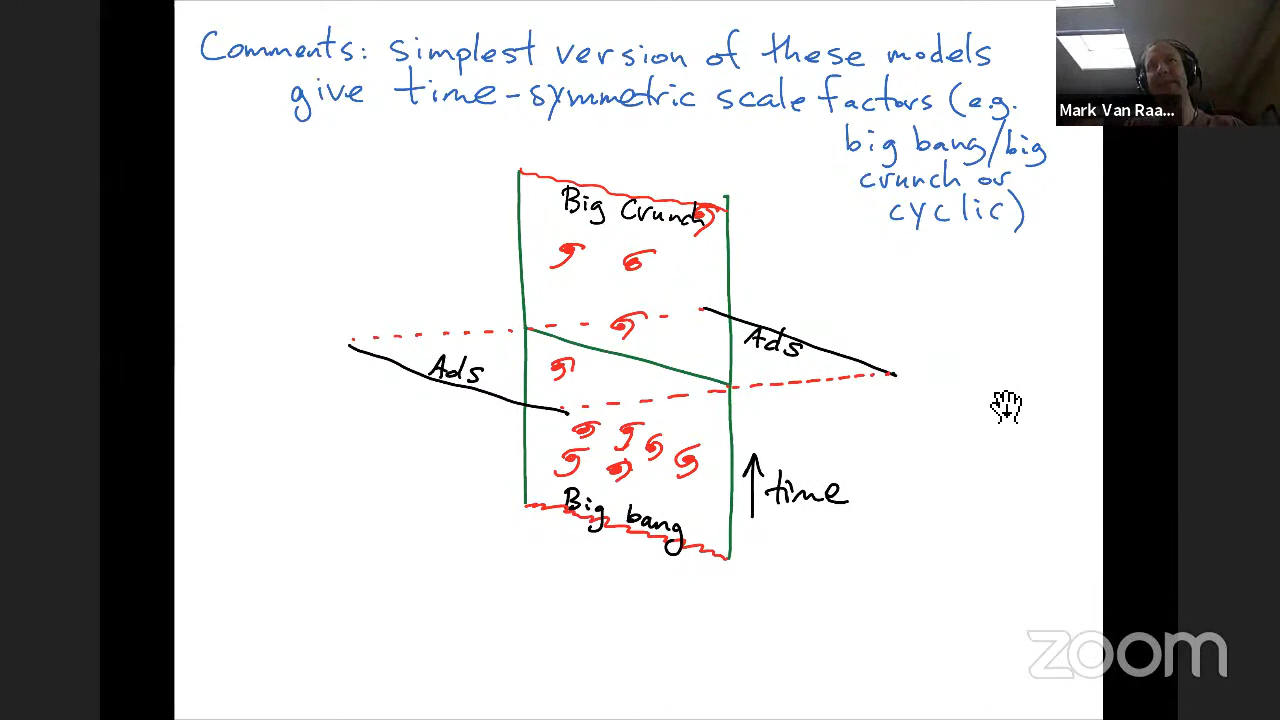 Comments: simplest version of these models
give time-symmetric scale factors (e.g.
big bang/big
crunch or
cyclic)
Mark Van Raa...
Big Crunch
Ads
Ads
time
Big bang
zoom